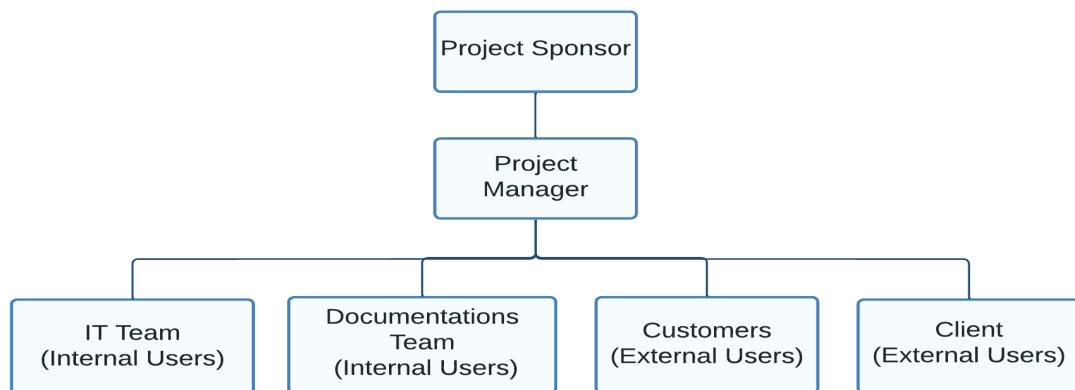 Project Sponsor
Project
Manager
IT Team
(Internal Users)
Documentations
Team
(Internal Users)
Customers
(External Users)
Client
(External Users)